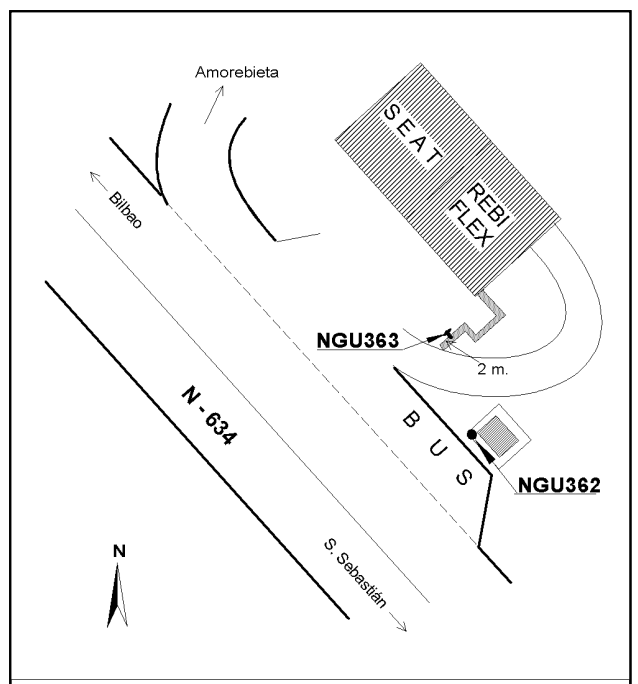 Amorebieta
SEAT
REBI
FLEX
Bilbao
NGU363
2 m.
N - 634
BUS
NGU362
S. Sebastián
N